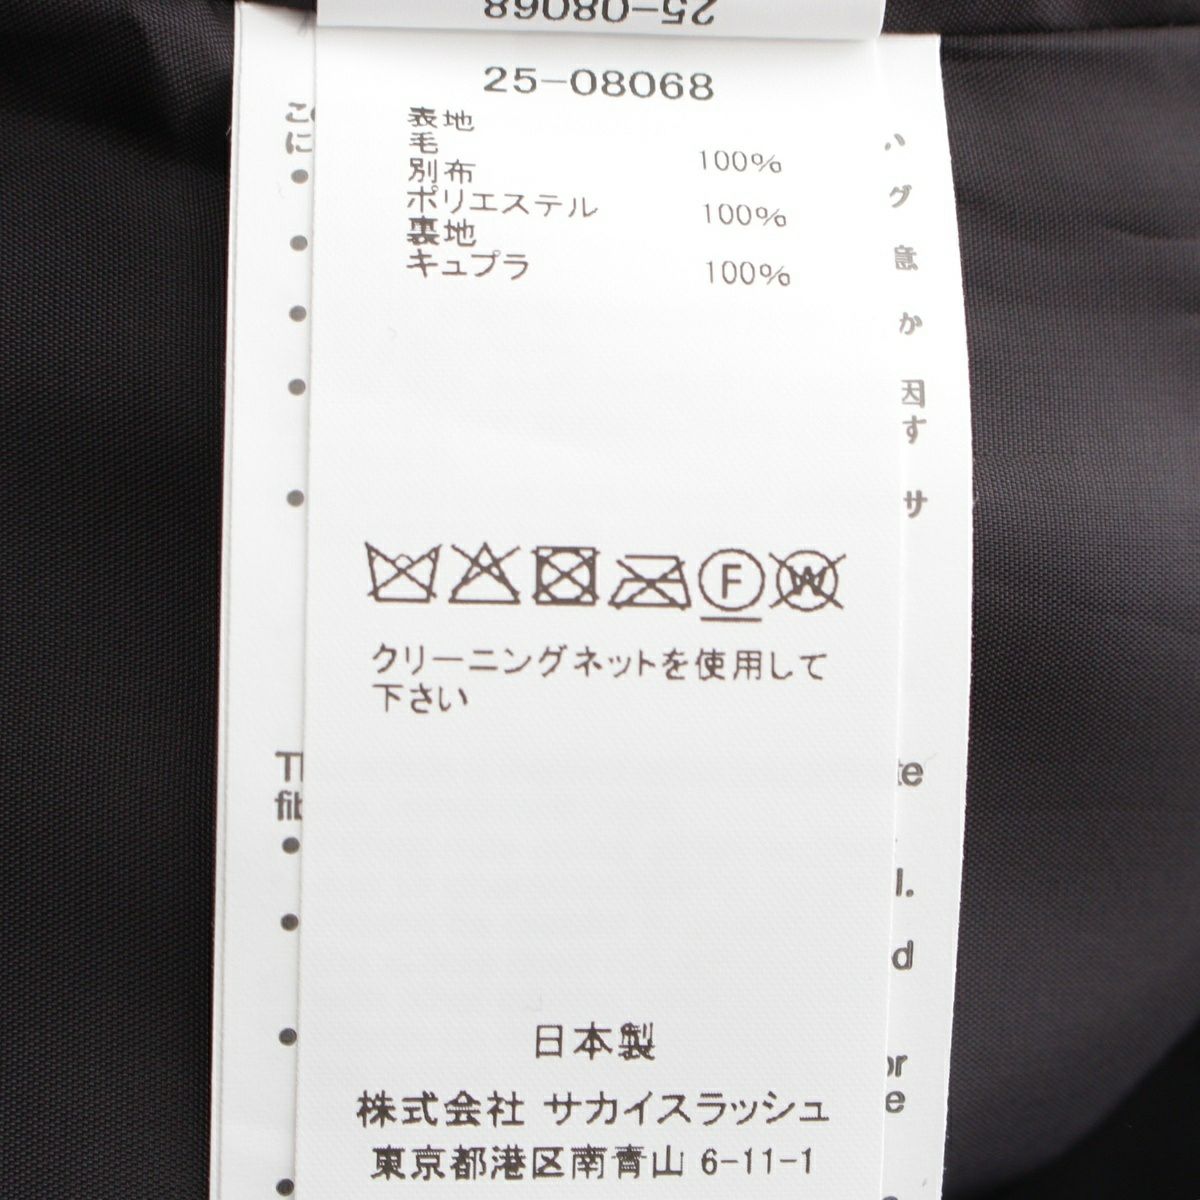 25-08068
25-08068
表地
毛 100%
別布
ポリエステル 100%
裏地
キュプラ 100%
F
W
クリーニングネットを使用して
下さい
日本製
株式会社 サカイスラッシュ
東京都港区南青山 6-11-1